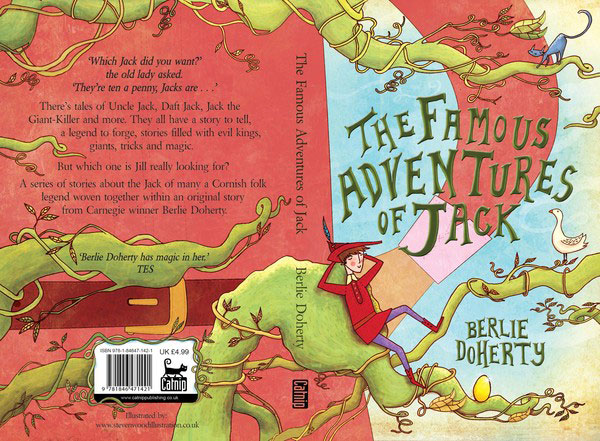 'Which Jack did you want?'
the old lady asked.
'They're ten a penny, Jacks are . . .'
There's tales of Uncle Jack, Daft Jack, Jack the
Giant-Killer and more. They all have a story to tell,
a legend to forge, stories filled with evil kings,
giants, tricks and magic.
But which one is Jill really looking for?
A series of stories about the Jack of many a Cornish folk
legend woven together within an original story
from Carnegie winner Berlie Doherty.
'Berlie Doherty has magic in her.'
TES
ISBN 978-1-84647-142-1
UK £4.99
9 781846 471421
Catnip
www.catnippublishing.co.uk
Illustrated by:
www.stevenwoodillustration.co.uk
The Famous Adventures of Jack
Berlie Doherty
Catnip
THE FAMOUS
ADVENTURES
OF JACK
BERLIE
DOHERTY